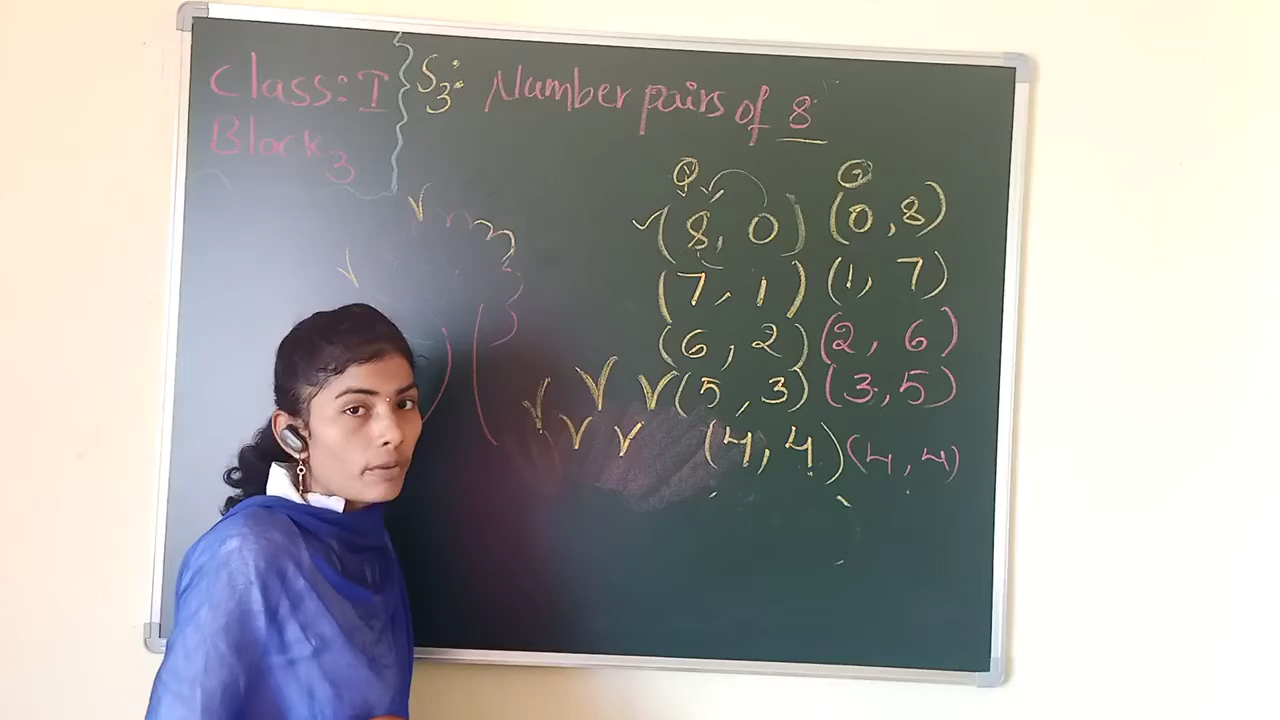 Class: I
Block 3
S3: Number pairs of 8
(8, 0) (0, 8)
(7, 1) (1, 7)
(6, 2) (2, 6)
(5, 3) (3, 5)
(4, 4) (4, 4)